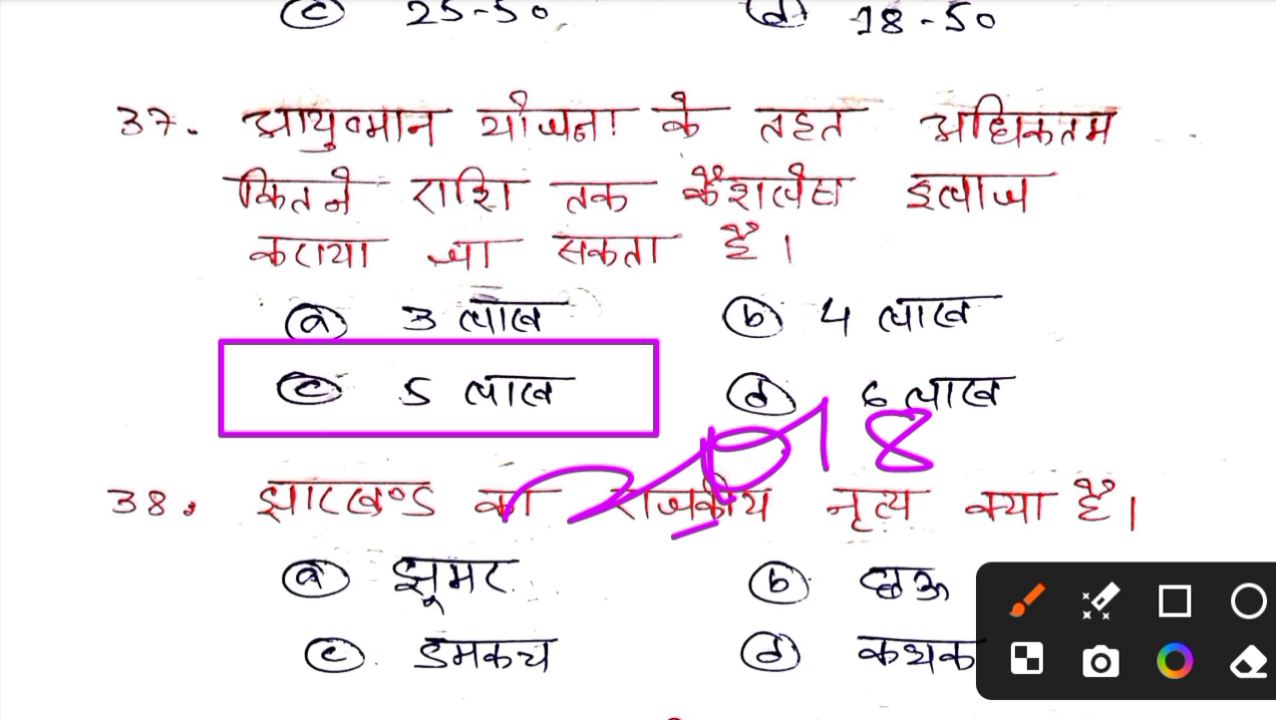 (c) 25-50 (d) 18-50
37. आयुष्मान योजना के तहत अधिकतम
कितने राशि तक कैशलेश इलाज
कराया जा सकता है।
(a) 3 लाख (b) 4 लाख
(c) 5 लाख (d) 6 लाख
2018
38. झारखण्ड का राजकीय नृत्य क्या है।
(a) झूमर (b) छऊ
(c) डमकच (d) कथक